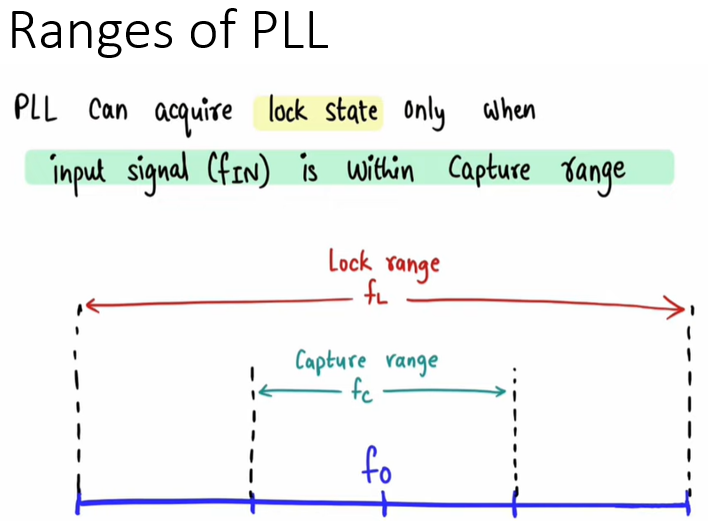 Ranges of PLL
PLL can acquire lock state only when
input signal (fIN) is within Capture range
Lock range
fL
Capture range
fc
fo